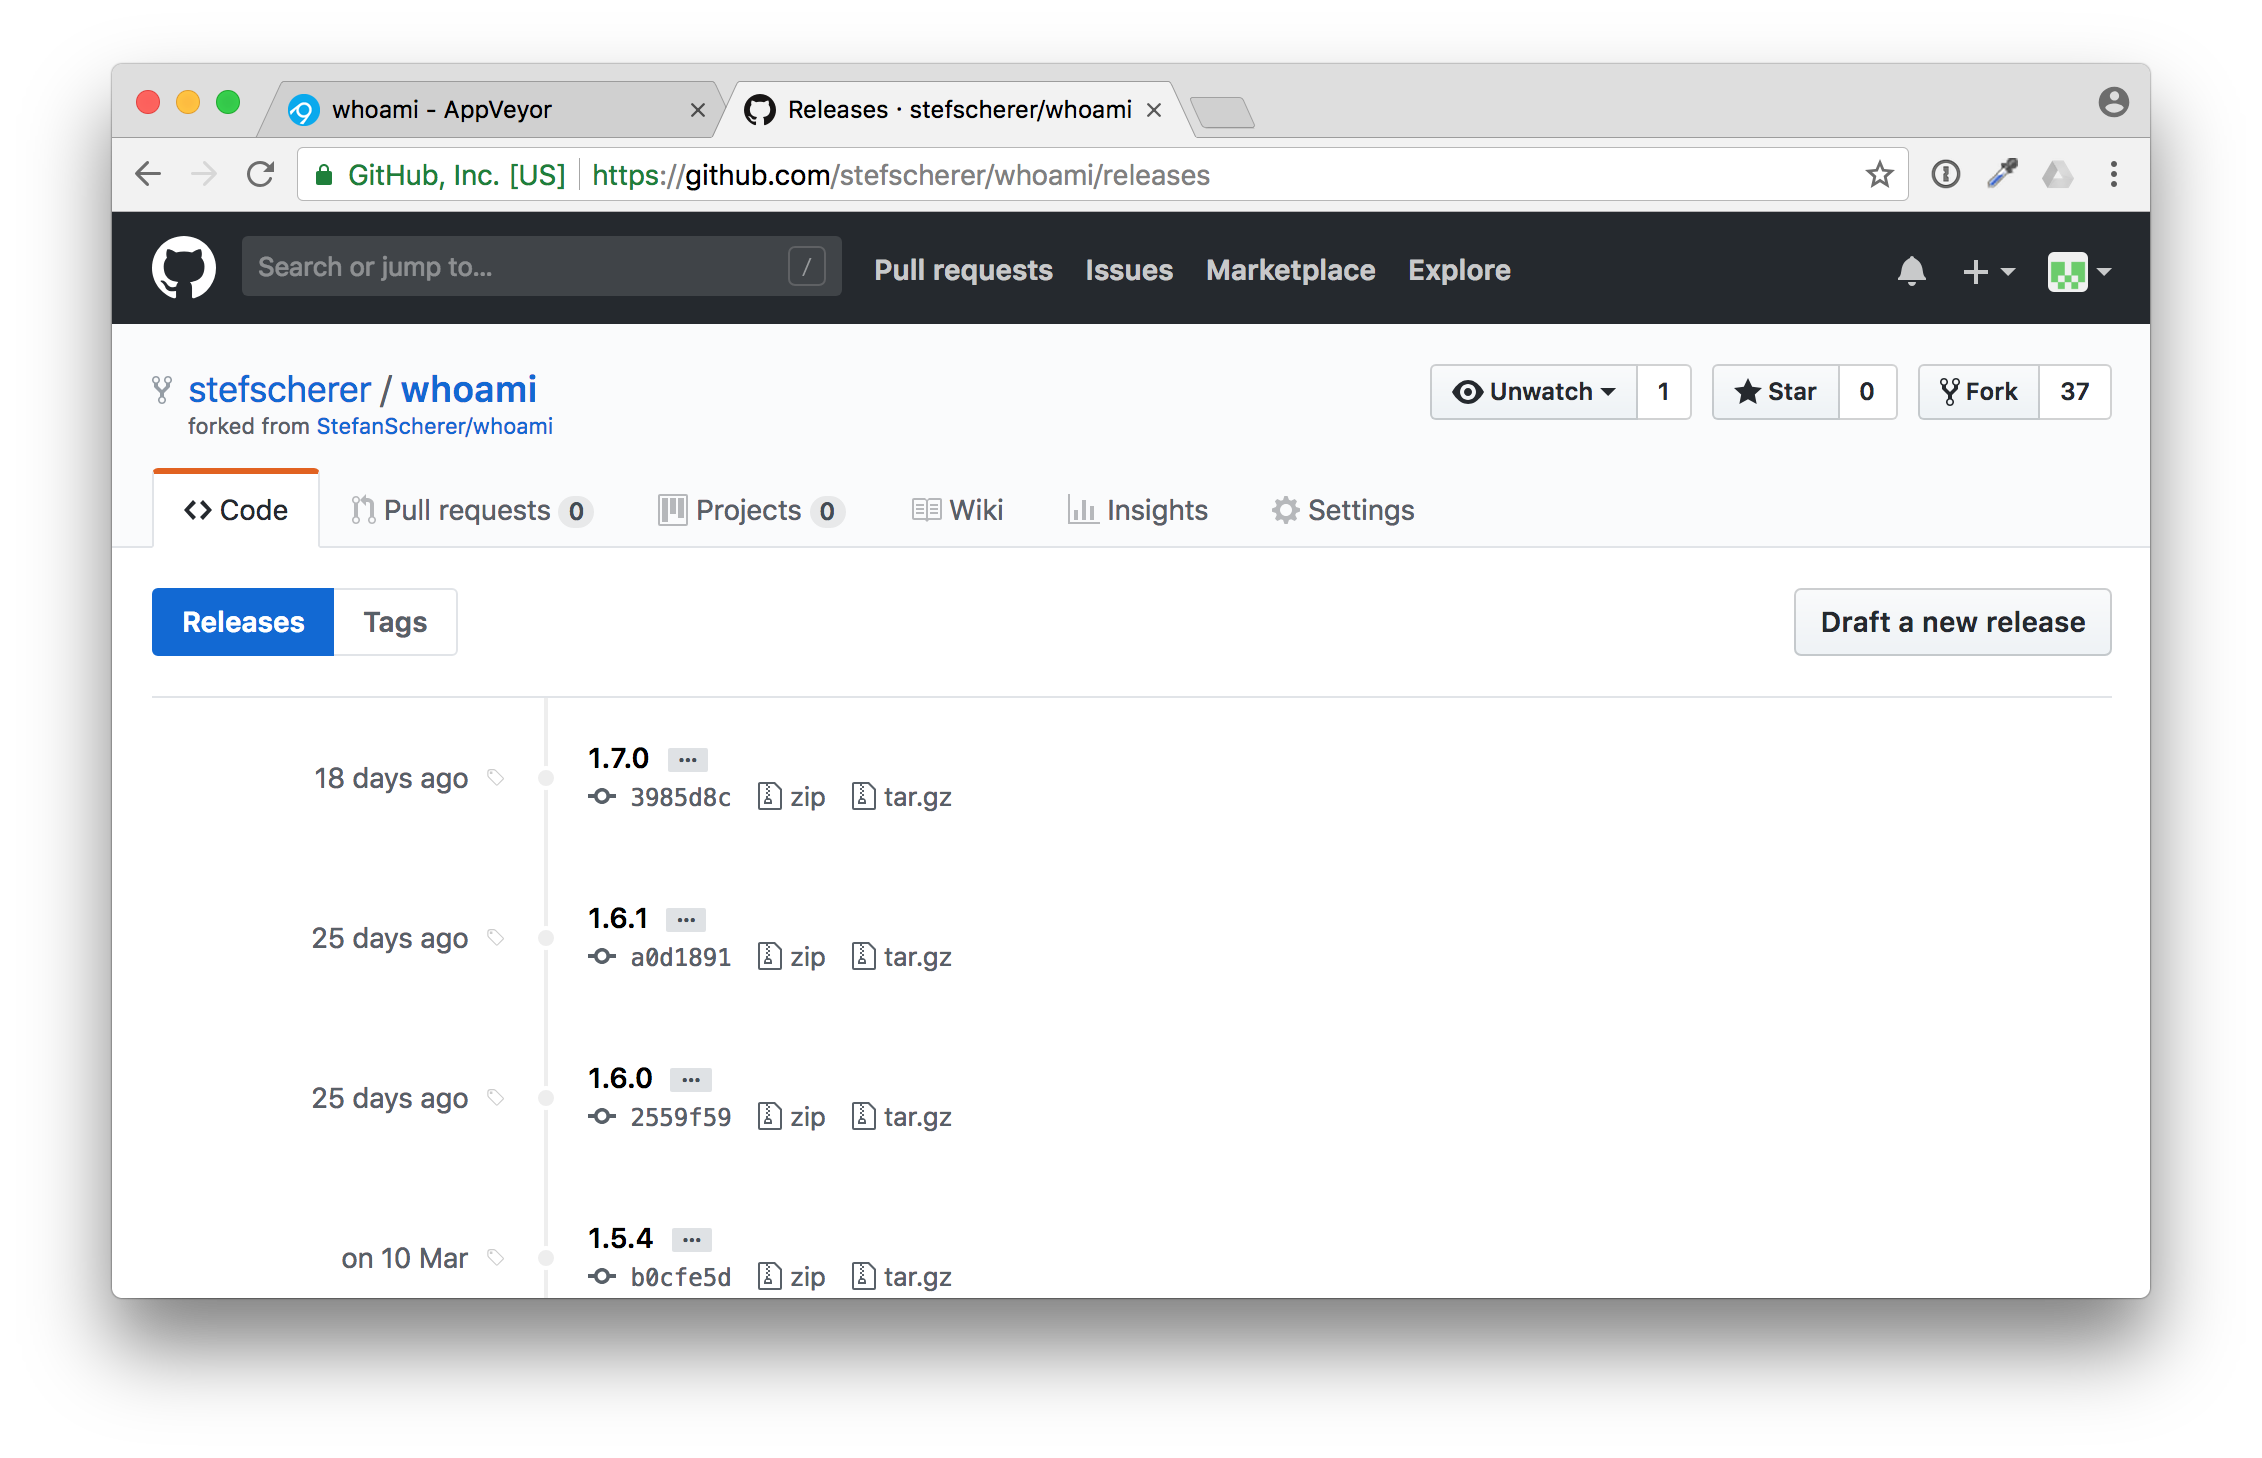 whoami - AppVeyor
Releases · stefscherer/whoami
GitHub, Inc. [US] https://github.com/stefscherer/whoami/releases
Search or jump to... /
Pull requests Issues Marketplace Explore
stefscherer / whoami
forked from StefanScherer/whoami
Unwatch 1 Star 0 Fork 37
Code Pull requests 0 Projects 0 Wiki Insights Settings
Releases Tags Draft a new release
18 days ago
1.7.0 ...
3985d8c zip tar.gz
25 days ago
1.6.1 ...
a0d1891 zip tar.gz
25 days ago
1.6.0 ...
2559f59 zip tar.gz
on 10 Mar
1.5.4 ...
b0cfe5d zip tar.gz